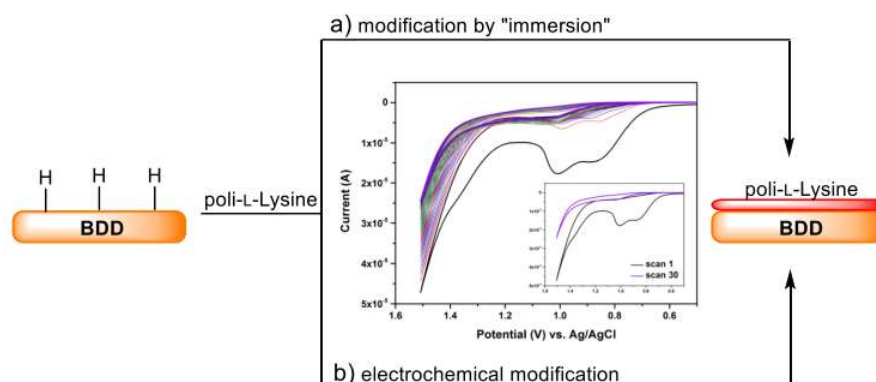 a) modification by "immersion"
H H H
BDD
poli-L-Lysine
0
1x10⁻⁵
2x10⁻⁵
3x10⁻⁵
4x10⁻⁵
5x10⁻⁵
Current (A)
1.6 1.4 1.2 1.0 0.8 0.6
Potential (V) vs. Ag/AgCl
scan 1
scan 30
poli-L-Lysine
BDD
b) electrochemical modification